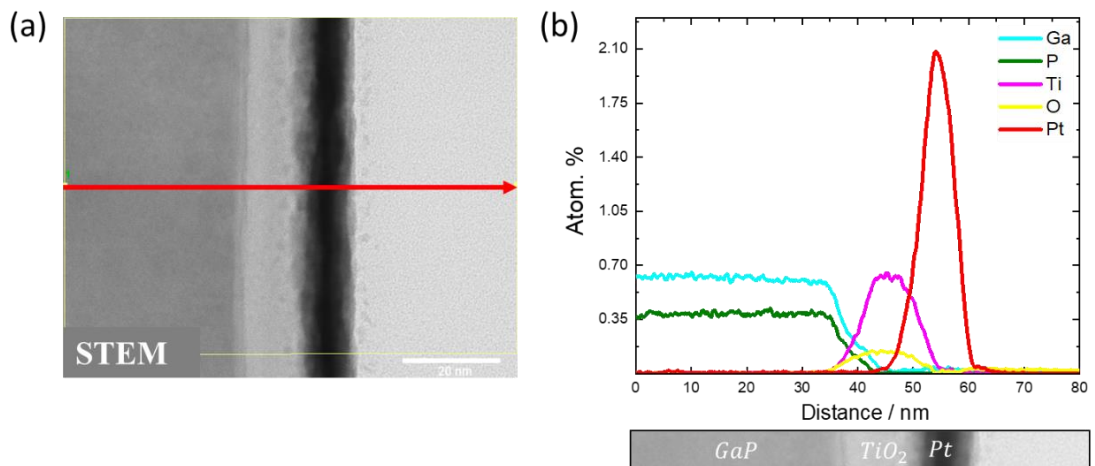 (a)
STEM
20 nm
(b)
Atom. %
2.10
1.75
1.40
1.05
0.70
0.35
Ga
P
Ti
O
Pt
0 10 20 30 40 50 60 70 80
Distance / nm
GaP TiO₂ Pt